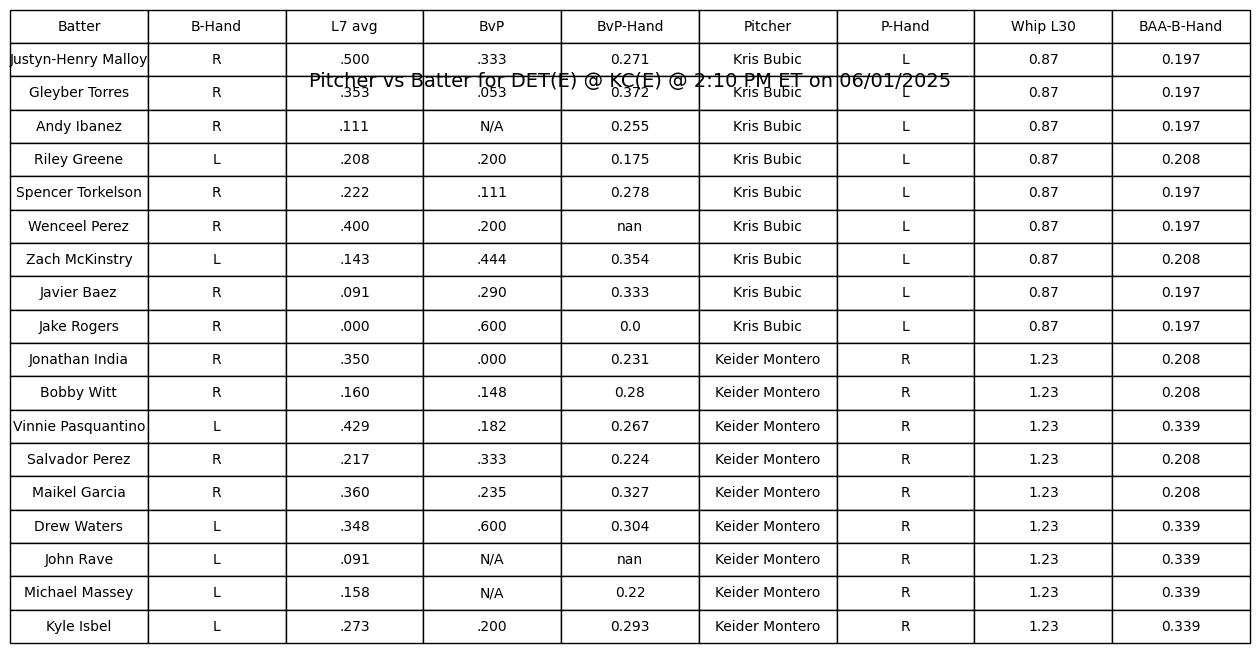 Batter B-Hand L7 avg BvP BvP-Hand Pitcher P-Hand Whip L30 BAA-B-Hand
Justyn-Henry Malloy R .500 .333 0.271 Kris Bubic L 0.87 0.197
Pitcher vs Batter for DET(E) @ KC(E) @ 2:10 PM ET on 06/01/2025
Gleyber Torres R .353 .053 0.372 Kris Bubic L 0.87 0.197
Andy Ibanez R .111 N/A 0.255 Kris Bubic L 0.87 0.197
Riley Greene L .208 .200 0.175 Kris Bubic L 0.87 0.208
Spencer Torkelson R .222 .111 0.278 Kris Bubic L 0.87 0.197
Wenceel Perez R .400 .200 nan Kris Bubic L 0.87 0.197
Zach McKinstry L .143 .444 0.354 Kris Bubic L 0.87 0.208
Javier Baez R .091 .290 0.333 Kris Bubic L 0.87 0.197
Jake Rogers R .000 .600 0.0 Kris Bubic L 0.87 0.197
Jonathan India R .350 .000 0.231 Keider Montero R 1.23 0.208
Bobby Witt R .160 .148 0.28 Keider Montero R 1.23 0.208
Vinnie Pasquantino L .429 .182 0.267 Keider Montero R 1.23 0.339
Salvador Perez R .217 .333 0.224 Keider Montero R 1.23 0.208
Maikel Garcia R .360 .235 0.327 Keider Montero R 1.23 0.208
Drew Waters L .348 .600 0.304 Keider Montero R 1.23 0.339
John Rave L .091 N/A nan Keider Montero R 1.23 0.339
Michael Massey L .158 N/A 0.22 Keider Montero R 1.23 0.339
Kyle Isbel L .273 .200 0.293 Keider Montero R 1.23 0.339